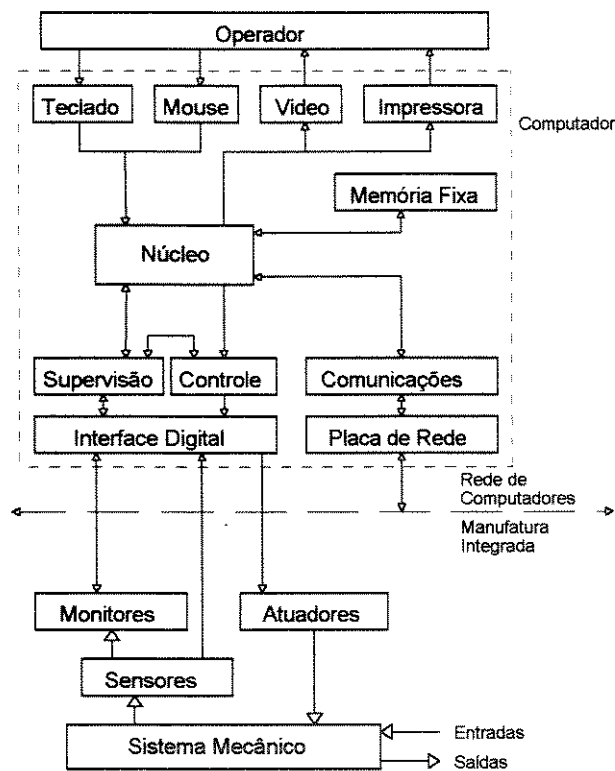 Operador
Teclado
Mouse
Video
Impressora
Computador
Memória Fixa
Núcleo
Supervisão
Controle
Comunicações
Interface Digital
Placa de Rede
Rede de
Computadores
Manufatura
Integrada
Monitores
Atuadores
Sensores
Sistema Mecânico
Entradas
Saídas